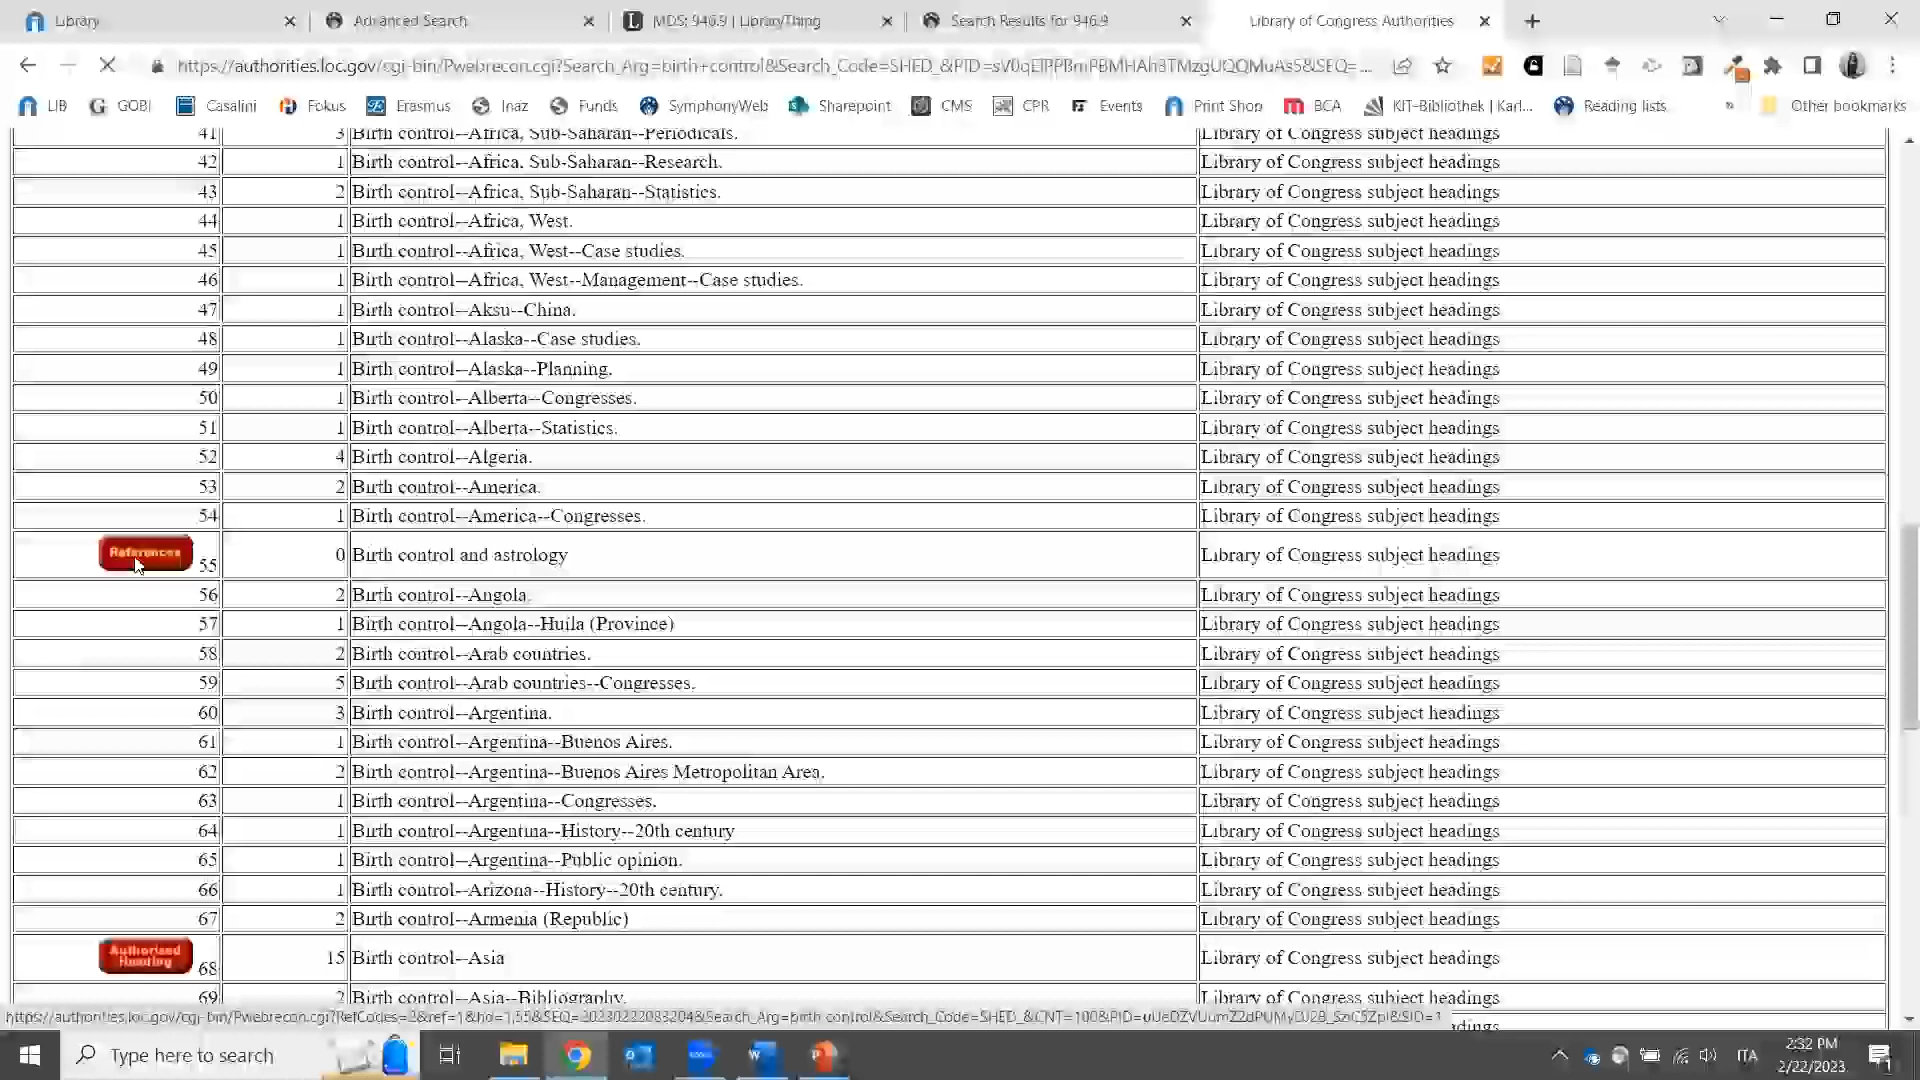 Library
Advanced Search
MDS: 946.9 | LibraryThing
Search Results for 946.9
Library of Congress Authorities
LIB GOBI Casalini Fokus Erasmus Inaz Funds SymphonyWeb Sharepoint CMS CPR Events Print Shop BCA KIT-Bibliothek | Karl... Reading lists » Other bookmarks
41 3 Birth control--Africa, Sub-Saharan--Periodicals. Library of Congress subject headings
42 1 Birth control--Africa, Sub-Saharan--Research. Library of Congress subject headings
43 2 Birth control--Africa, Sub-Saharan--Statistics. Library of Congress subject headings
44 1 Birth control--Africa, West. Library of Congress subject headings
45 1 Birth control--Africa, West--Case studies. Library of Congress subject headings
46 1 Birth control--Africa, West--Management--Case studies. Library of Congress subject headings
47 1 Birth control--Aksu--China. Library of Congress subject headings
48 1 Birth control--Alaska--Case studies. Library of Congress subject headings
49 1 Birth control--Alaska--Planning. Library of Congress subject headings
50 1 Birth control--Alberta--Congresses. Library of Congress subject headings
51 1 Birth control--Alberta--Statistics. Library of Congress subject headings
52 4 Birth control--Algeria. Library of Congress subject headings
53 2 Birth control--America. Library of Congress subject headings
54 1 Birth control--America--Congresses. Library of Congress subject headings
References 55 0 Birth control and astrology Library of Congress subject headings
56 2 Birth control--Angola. Library of Congress subject headings
57 1 Birth control--Angola--Huíla (Province) Library of Congress subject headings
58 2 Birth control--Arab countries. Library of Congress subject headings
59 5 Birth control--Arab countries--Congresses. Library of Congress subject headings
60 3 Birth control--Argentina. Library of Congress subject headings
61 1 Birth control--Argentina--Buenos Aires. Library of Congress subject headings
62 2 Birth control--Argentina--Buenos Aires Metropolitan Area. Library of Congress subject headings
63 1 Birth control--Argentina--Congresses. Library of Congress subject headings
64 1 Birth control--Argentina--History--20th century Library of Congress subject headings
65 1 Birth control--Argentina--Public opinion. Library of Congress subject headings
66 1 Birth control--Arizona--History--20th century. Library of Congress subject headings
67 2 Birth control--Armenia (Republic) Library of Congress subject headings
Authorized Heading 68 15 Birth control--Asia Library of Congress subject headings
69 2 Birth control--Asia--Bibliography. Library of Congress subject headings
Type here to search
ITA
2:32 PM
2/22/2023